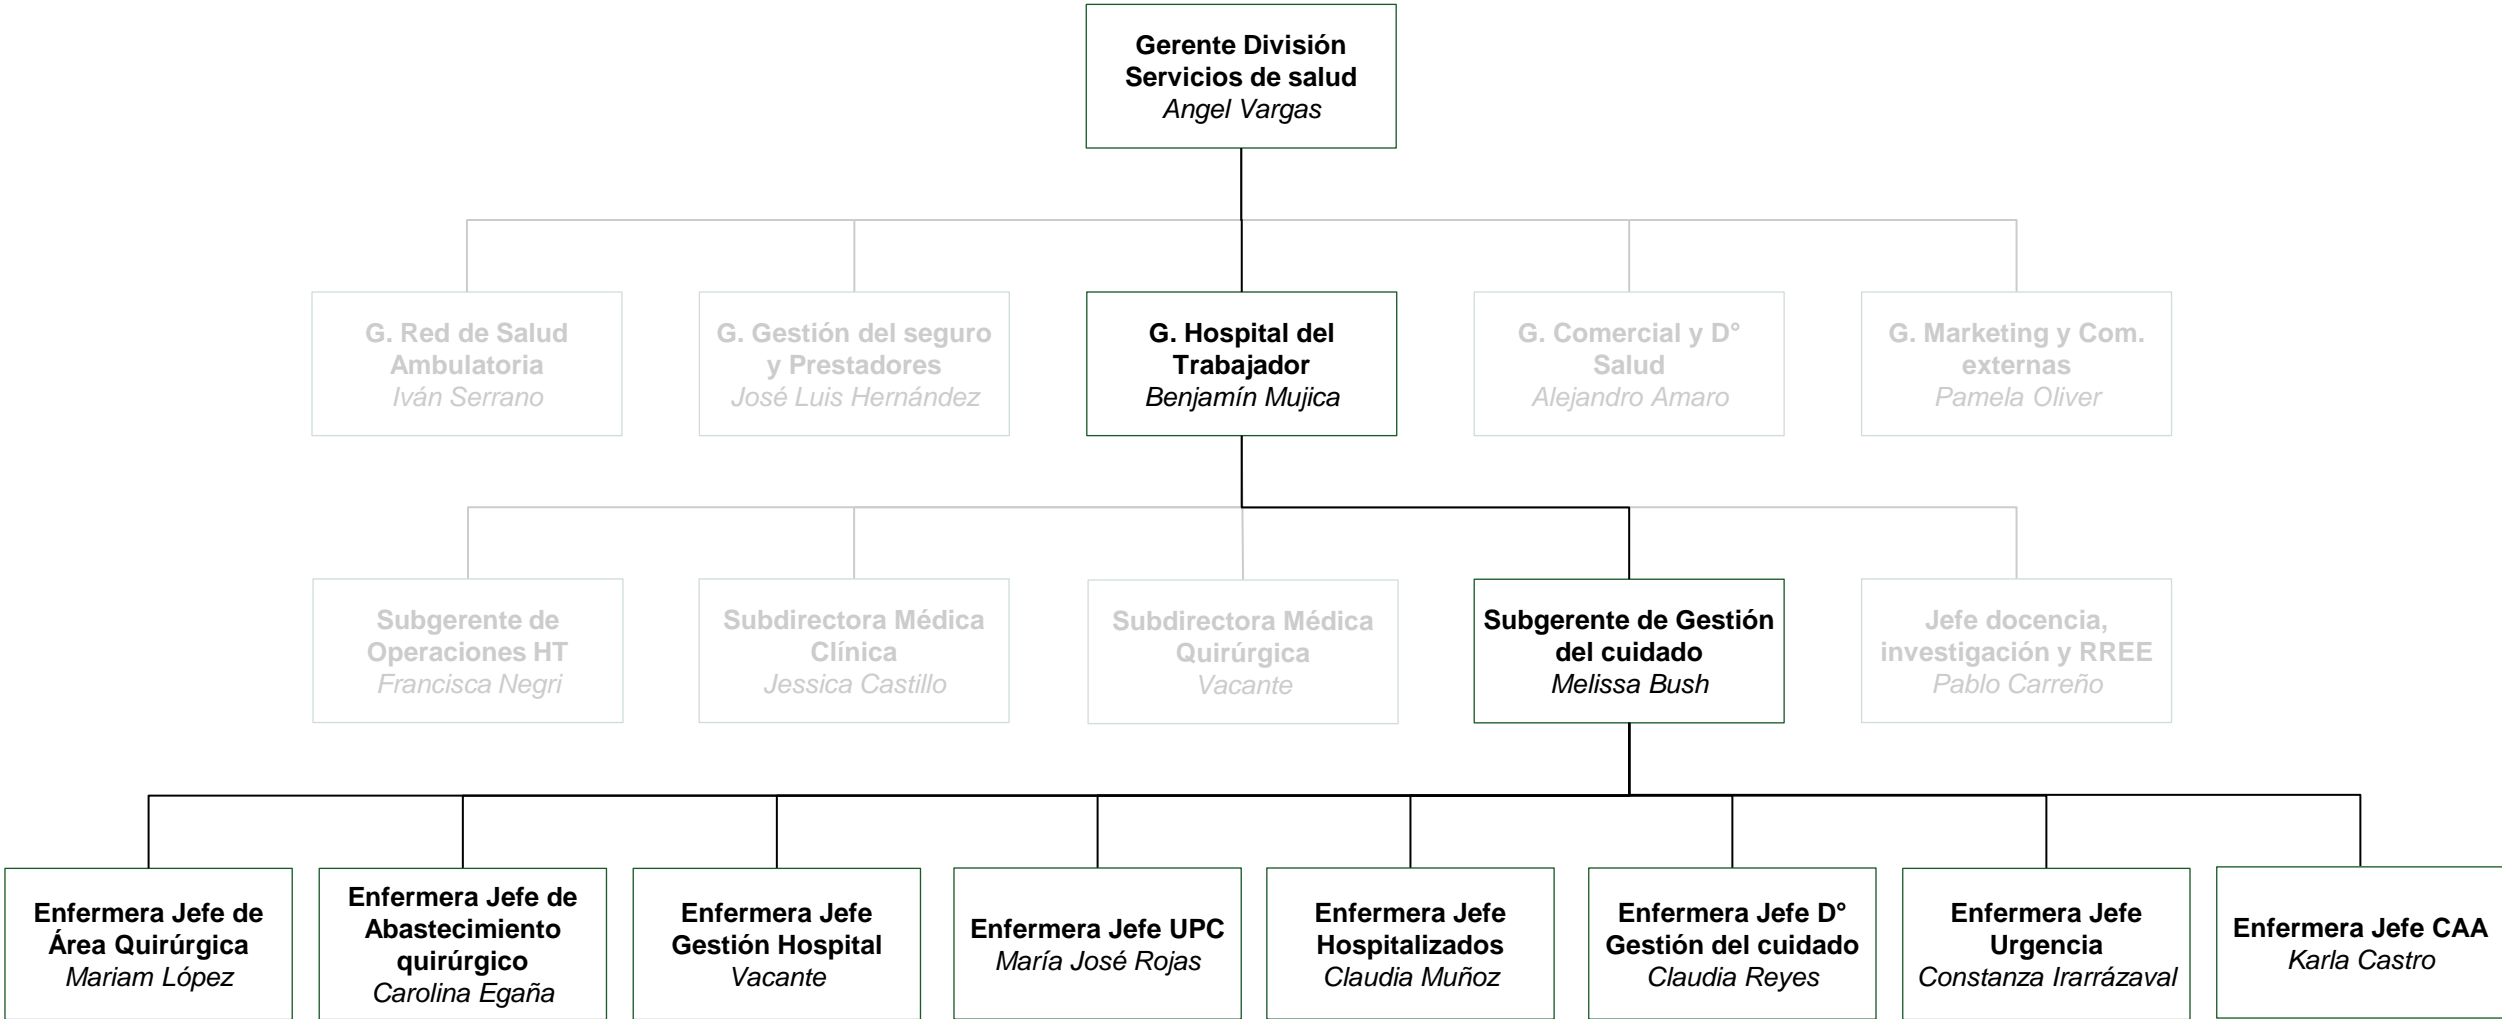 Gerente División
Servicios de salud
Angel Vargas
G. Red de Salud
Ambulatoria
Iván Serrano
G. Gestión del seguro
y Prestadores
José Luis Hernández
G. Hospital del
Trabajador
Benjamín Mujica
G. Comercial y D°
Salud
Alejandro Amaro
G. Marketing y Com.
externas
Pamela Oliver
Subgerente de
Operaciones HT
Francisca Negri
Subdirectora Médica
Clínica
Jessica Castillo
Subdirectora Médica
Quirúrgica
Vacante
Subgerente de Gestión
del cuidado
Melissa Bush
Jefe docencia,
investigación y RREE
Pablo Carreño
Enfermera Jefe de
Área Quirúrgica
Mariam López
Enfermera Jefe de
Abastecimiento
quirúrgico
Carolina Egaña
Enfermera Jefe
Gestión Hospital
Vacante
Enfermera Jefe UPC
María José Rojas
Enfermera Jefe
Hospitalizados
Claudia Muñoz
Enfermera Jefe D°
Gestión del cuidado
Claudia Reyes
Enfermera Jefe
Urgencia
Constanza Irarrázaval
Enfermera Jefe CAA
Karla Castro